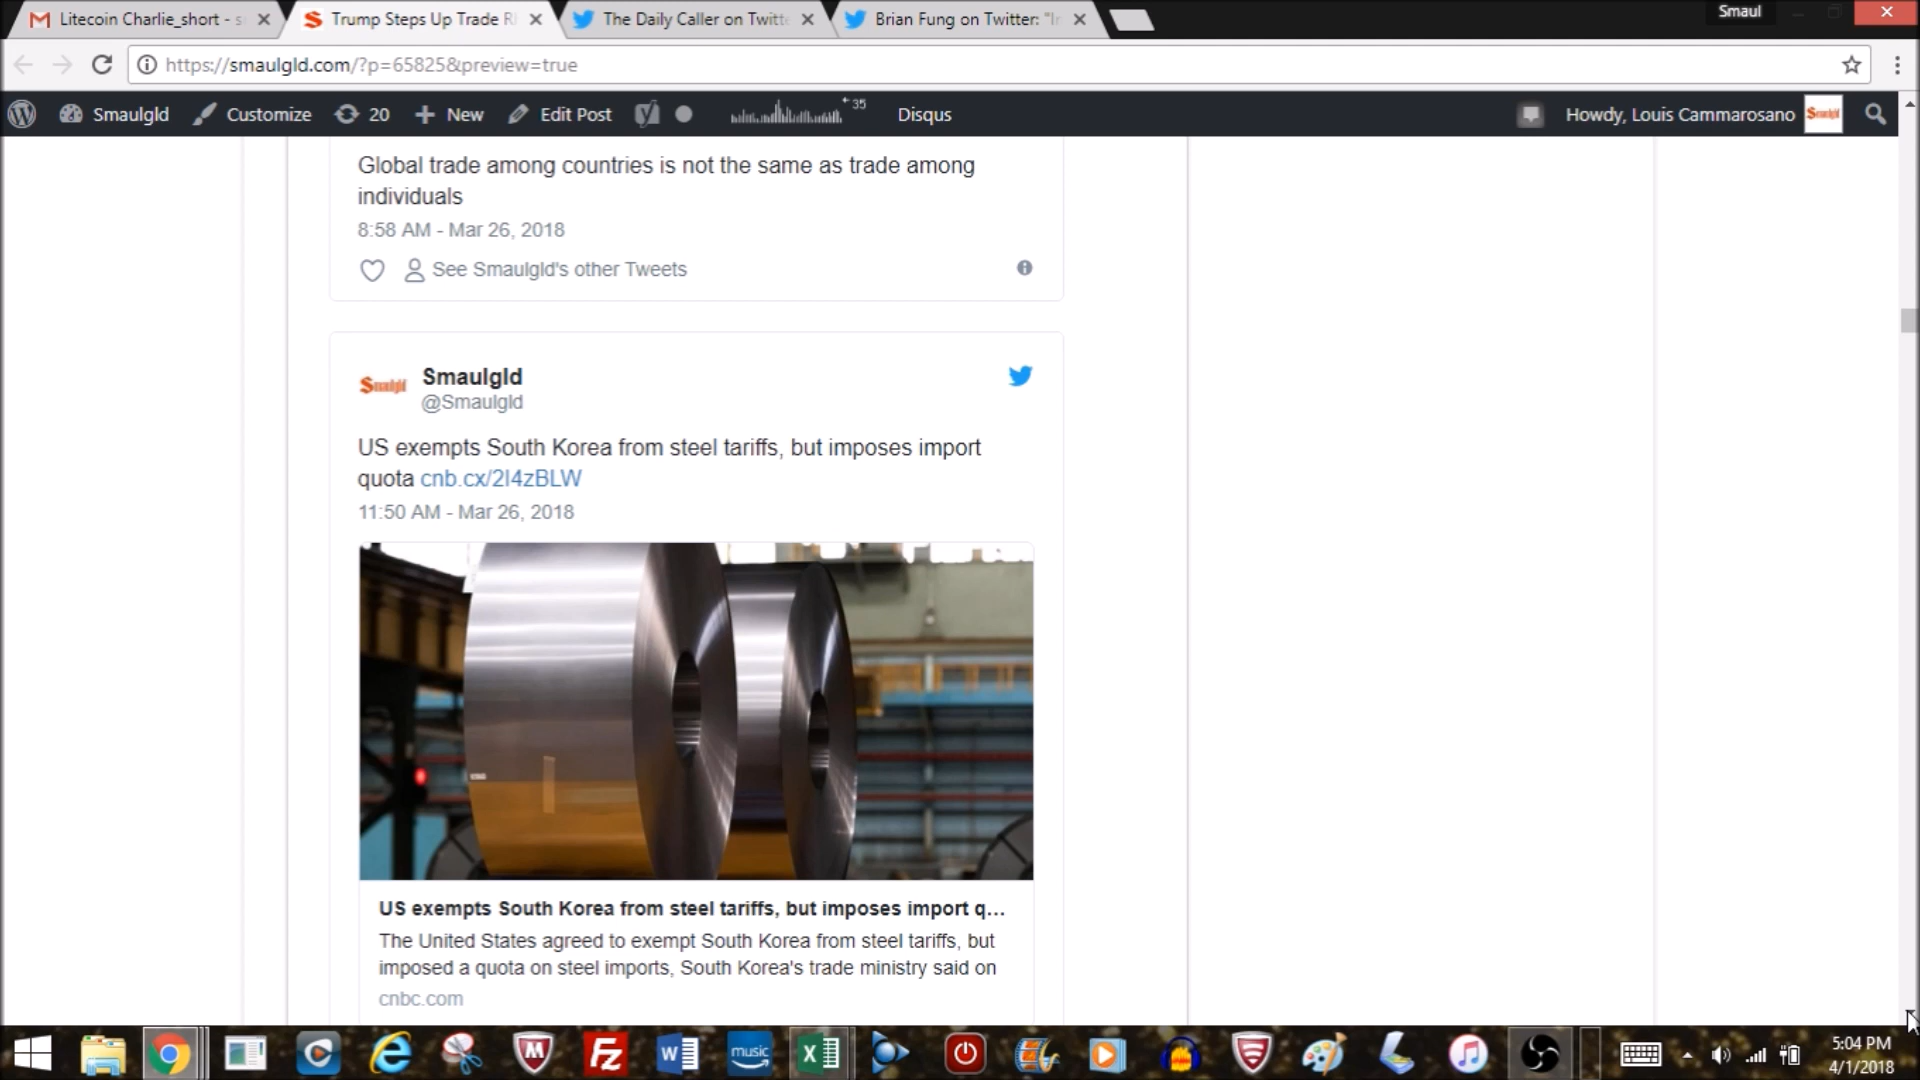 Litecoin Charlie_short - s
Trump Steps Up Trade R
The Daily Caller on Twitt
Brian Fung on Twitter: "I
Smaul
https://smaulgld.com/?p=65825&preview=true
Smaulgld
Customize
20
New
Edit Post
35
Disqus
Howdy, Louis Cammarosano
Smaulgld
Global trade among countries is not the same as trade among
individuals
8:58 AM - Mar 26, 2018
See Smaulgld's other Tweets
Smaulgld
Smaulgld
@Smaulgld
US exempts South Korea from steel tariffs, but imposes import
quota cnb.cx/2I4zBLW
11:50 AM - Mar 26, 2018
US exempts South Korea from steel tariffs, but imposes import q...
The United States agreed to exempt South Korea from steel tariffs, but
imposed a quota on steel imports, South Korea's trade ministry said on
cnbc.com
music
5:04 PM
4/1/2018